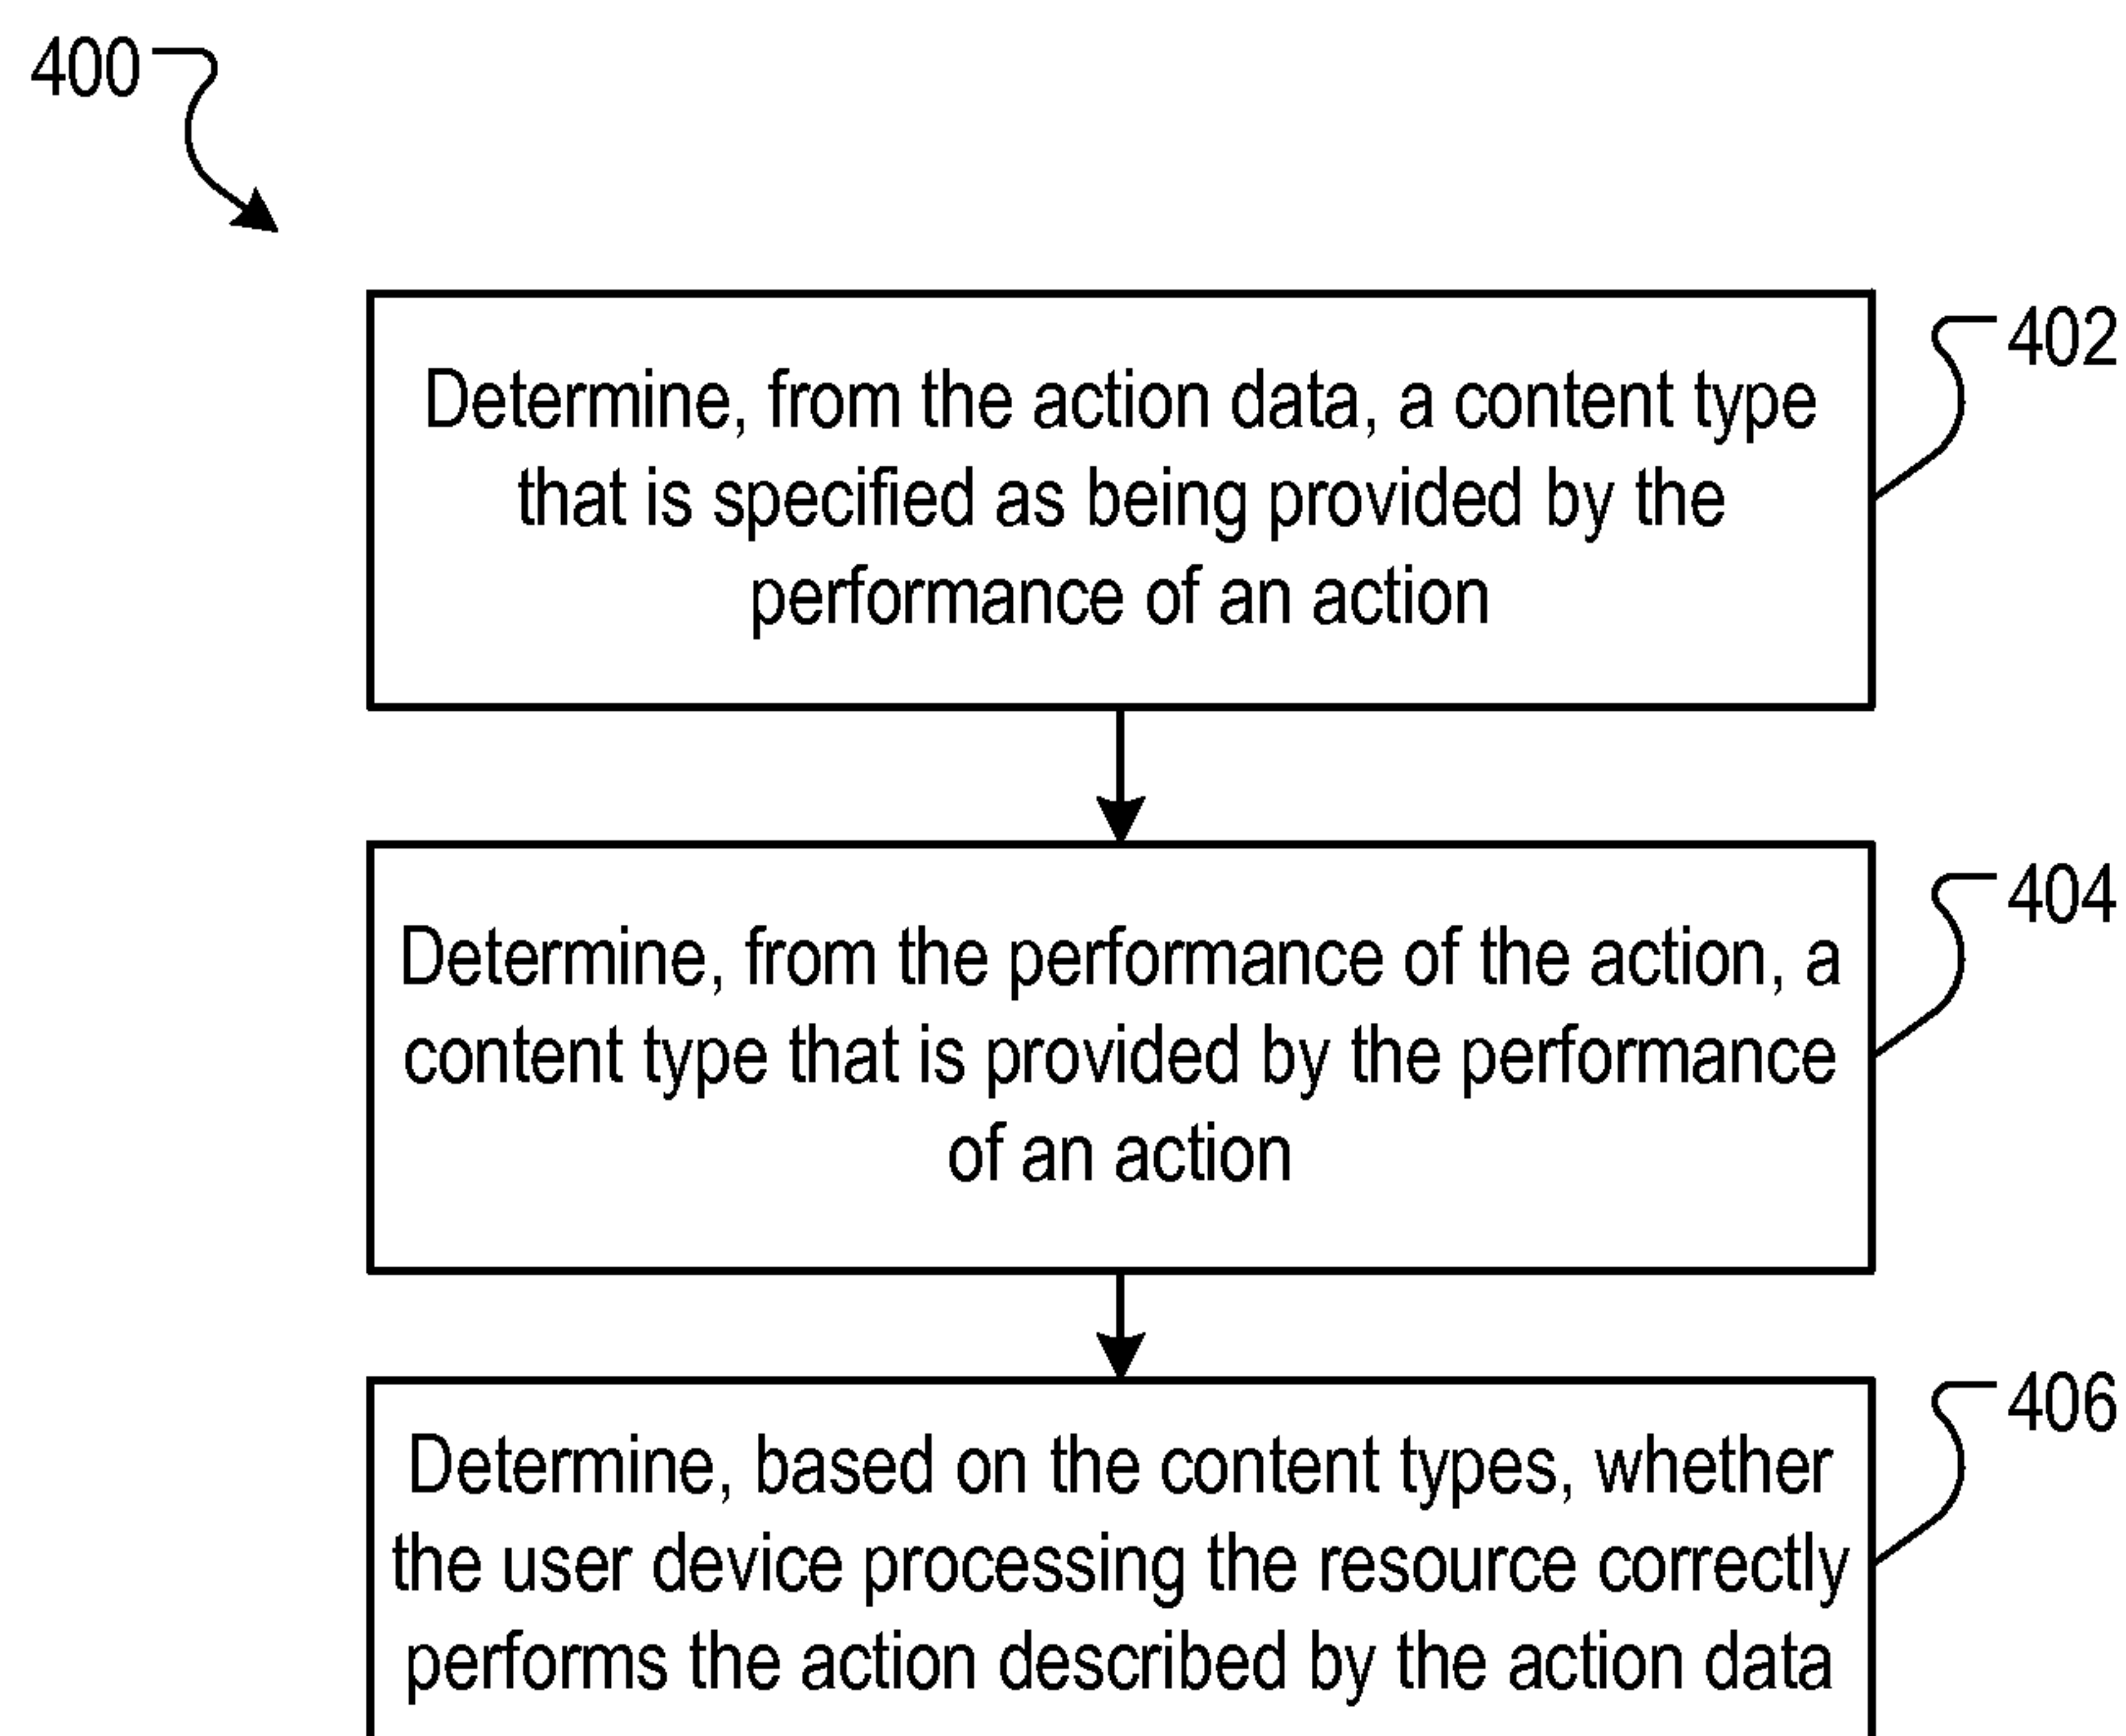 400
402
Determine, from the action data, a content type
that is specified as being provided by the
performance of an action
404
Determine, from the performance of the action, a
content type that is provided by the performance
of an action
406
Determine, based on the content types, whether
the user device processing the resource correctly
performs the action described by the action data